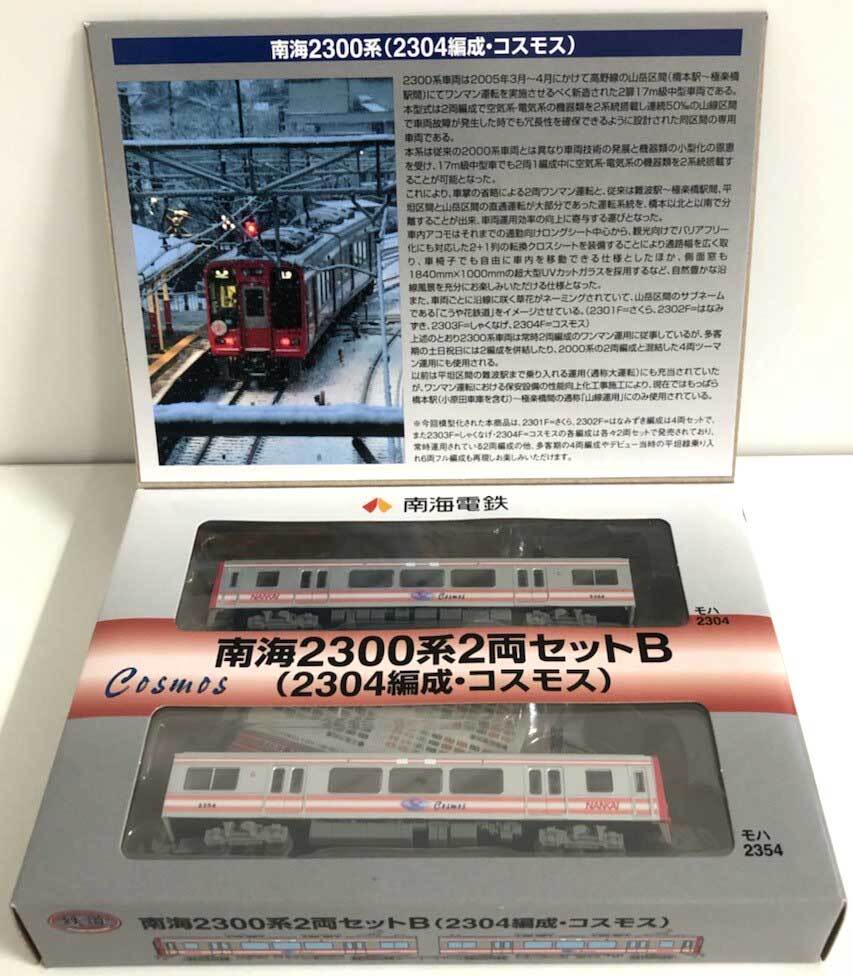 南海2300系(2304編成・コスモス)
2300系車両は2005年3月～4月にかけて高野線の山岳区間(橋本駅～極楽橋
駅間)にてワンマン運転を実施させるべく新造された2扉17m級中型車両である。
本型式は2両編成で空気系・電気系の機器類を2系統搭載し連続50‰の山線区間
で車両故障が発生した時でも冗長性を確保できるように設計された同区間の専用
車両である。
本系は従来の2000系車両とは異なり車両技術の発展と機器類の小型化の恩恵
を受け、17m級中型車でも2両1編成中に空気系・電気系の機器類を2系統搭載す
ることが可能となった。
これにより、車掌の省略による2両ワンマン運転と、従来は難波駅～極楽橋駅間、平
坦区間と山岳区間の直通運転が大部分であった運転系統を、橋本以北と以南で分
離することが出来、車両運用効率の向上に寄与する運びとなった。
車内アコモはそれまでの通勤向けロングシート中心から、観光向けでバリアフリー
化にも対応した2+1列の転換クロスシートを装備することにより通路幅を広く取
り、車椅子でも自由に車内を移動できる仕様としたほか、側面窓も
1840mm×1000mmの超大型UVカットガラスを採用するなど、自然豊かな沿
線風景を充分にお楽しみいただける仕様となった。
また、車両ごとに沿線に咲く草花がネーミングされていて、山岳区間のサブネーム
である「こうや花鉄道」をイメージさせている。(2301F=さくら、2302F=はなみ
ずき、2303F=しゃくなげ、2304F=コスモス)
上述のとおり2300系車両は常時2両編成のワンマン運用に従事しているが、多客
期の土日祝日には2編成を併結したり、2000系の2両編成と混結した4両ツーマ
ン運用にも使用される。
以前は平坦区間の難波駅まで乗り入れる運用(通称大運転)にも充当されていた
が、ワンマン運転における保安設備の性能向上化工事施工により、現在ではもっぱら
橋本駅(小原田車庫を含む)～極楽橋間の通称「山線運用」にのみ使用されている。
※今回模型化された本商品は、2301F=さくら、2302F=はなみずき編成は4両セットで、
また2303F=しゃくなげ・2304F=コスモスの各編成は各々2両セットで発売されており、
常時運用されている2両編成の他、多客期の4両編成やデビュー当時の平坦線乗り入
れ6両フル編成も再現しお楽しみいただけます。
南海電鉄
NANKAI
Cosmos
2304
モハ
2304
南海2300系2両セットB
Cosmos
(2304編成・コスモス)
2354
Cosmos
NANKAI
モハ
2354
鉄道
南海2300系2両セットB(2304編成・コスモス)